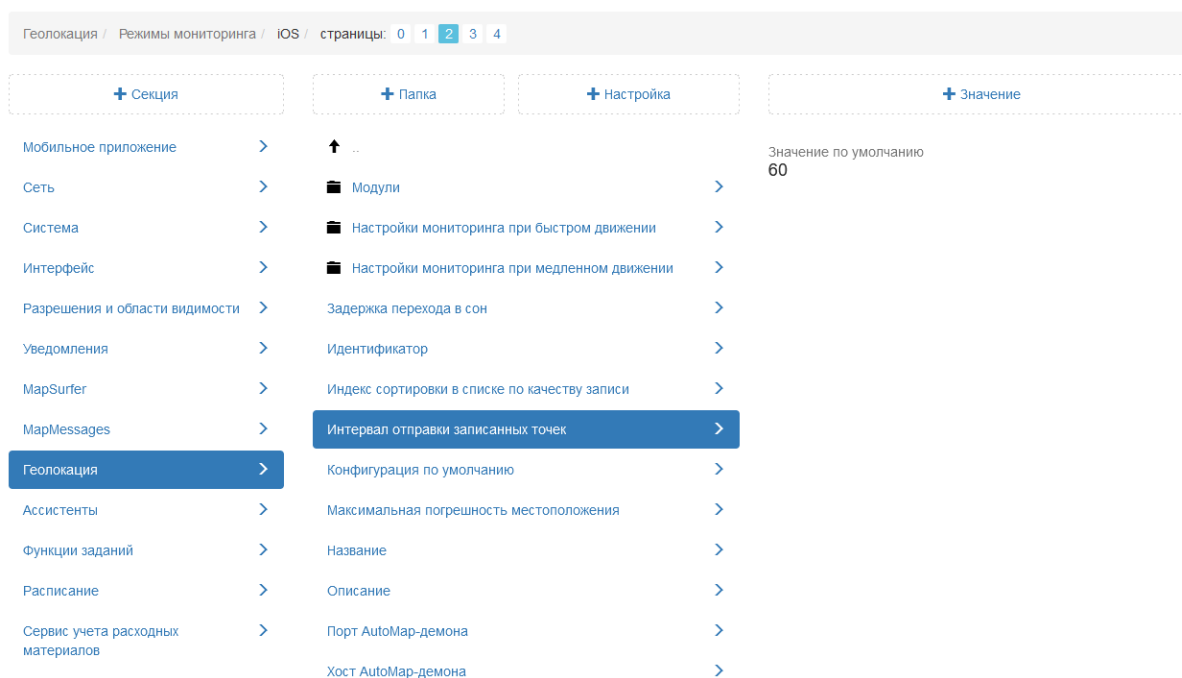 Геолокация / Режимы мониторинга / iOS / страницы: 0 1 2 3 4
+ Секция
+ Папка
+ Настройка
+ Значение
Мобильное приложение
Сеть
Система
Интерфейс
Разрешения и области видимости
Уведомления
MapSurfer
MapMessages
Геолокация
Ассистенты
Функции заданий
Расписание
Сервис учета расходных
материалов
..
Модули
Настройки мониторинга при быстром движении
Настройки мониторинга при медленном движении
Задержка перехода в сон
Идентификатор
Индекс сортировки в списке по качеству записи
Интервал отправки записанных точек
Конфигурация по умолчанию
Максимальная погрешность местоположения
Название
Описание
Порт AutoMap-демона
Хост AutoMap-демона
Значение по умолчанию
60